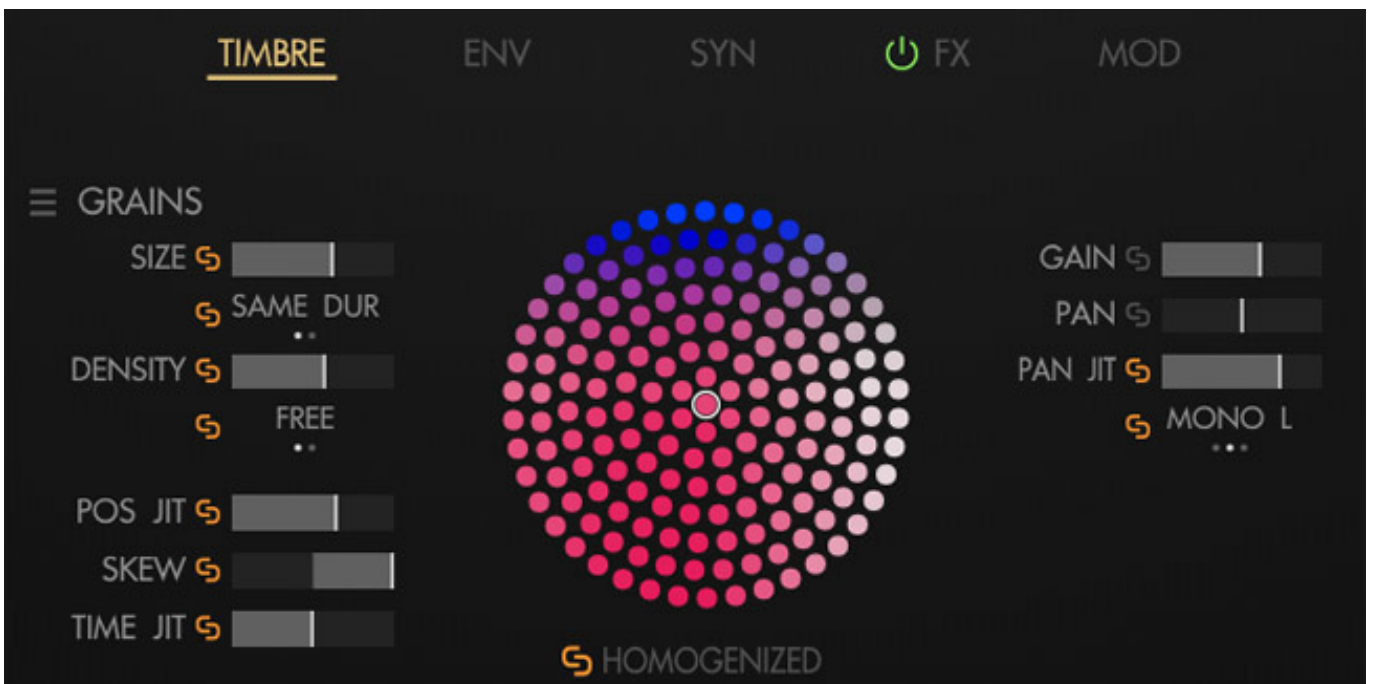 TIMBRE ENV SYN FX MOD
GRAINS
SIZE
SAME DUR
DENSITY
FREE
POS JIT
SKEW
TIME JIT
HOMOGENIZED
GAIN
PAN
PAN JIT
MONO L